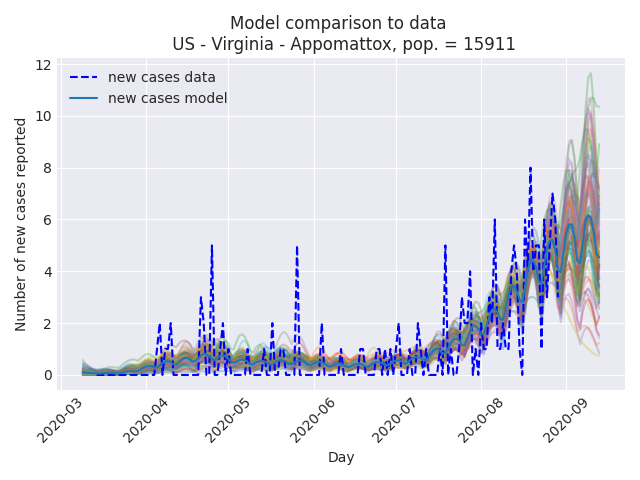 Model comparison to data
US - Virginia - Appomattox, pop. = 15911
new cases data
new cases model
Number of new cases reported
12
10
8
6
4
2
0
2020-03
2020-04
2020-05
2020-06
2020-07
2020-08
2020-09
Day